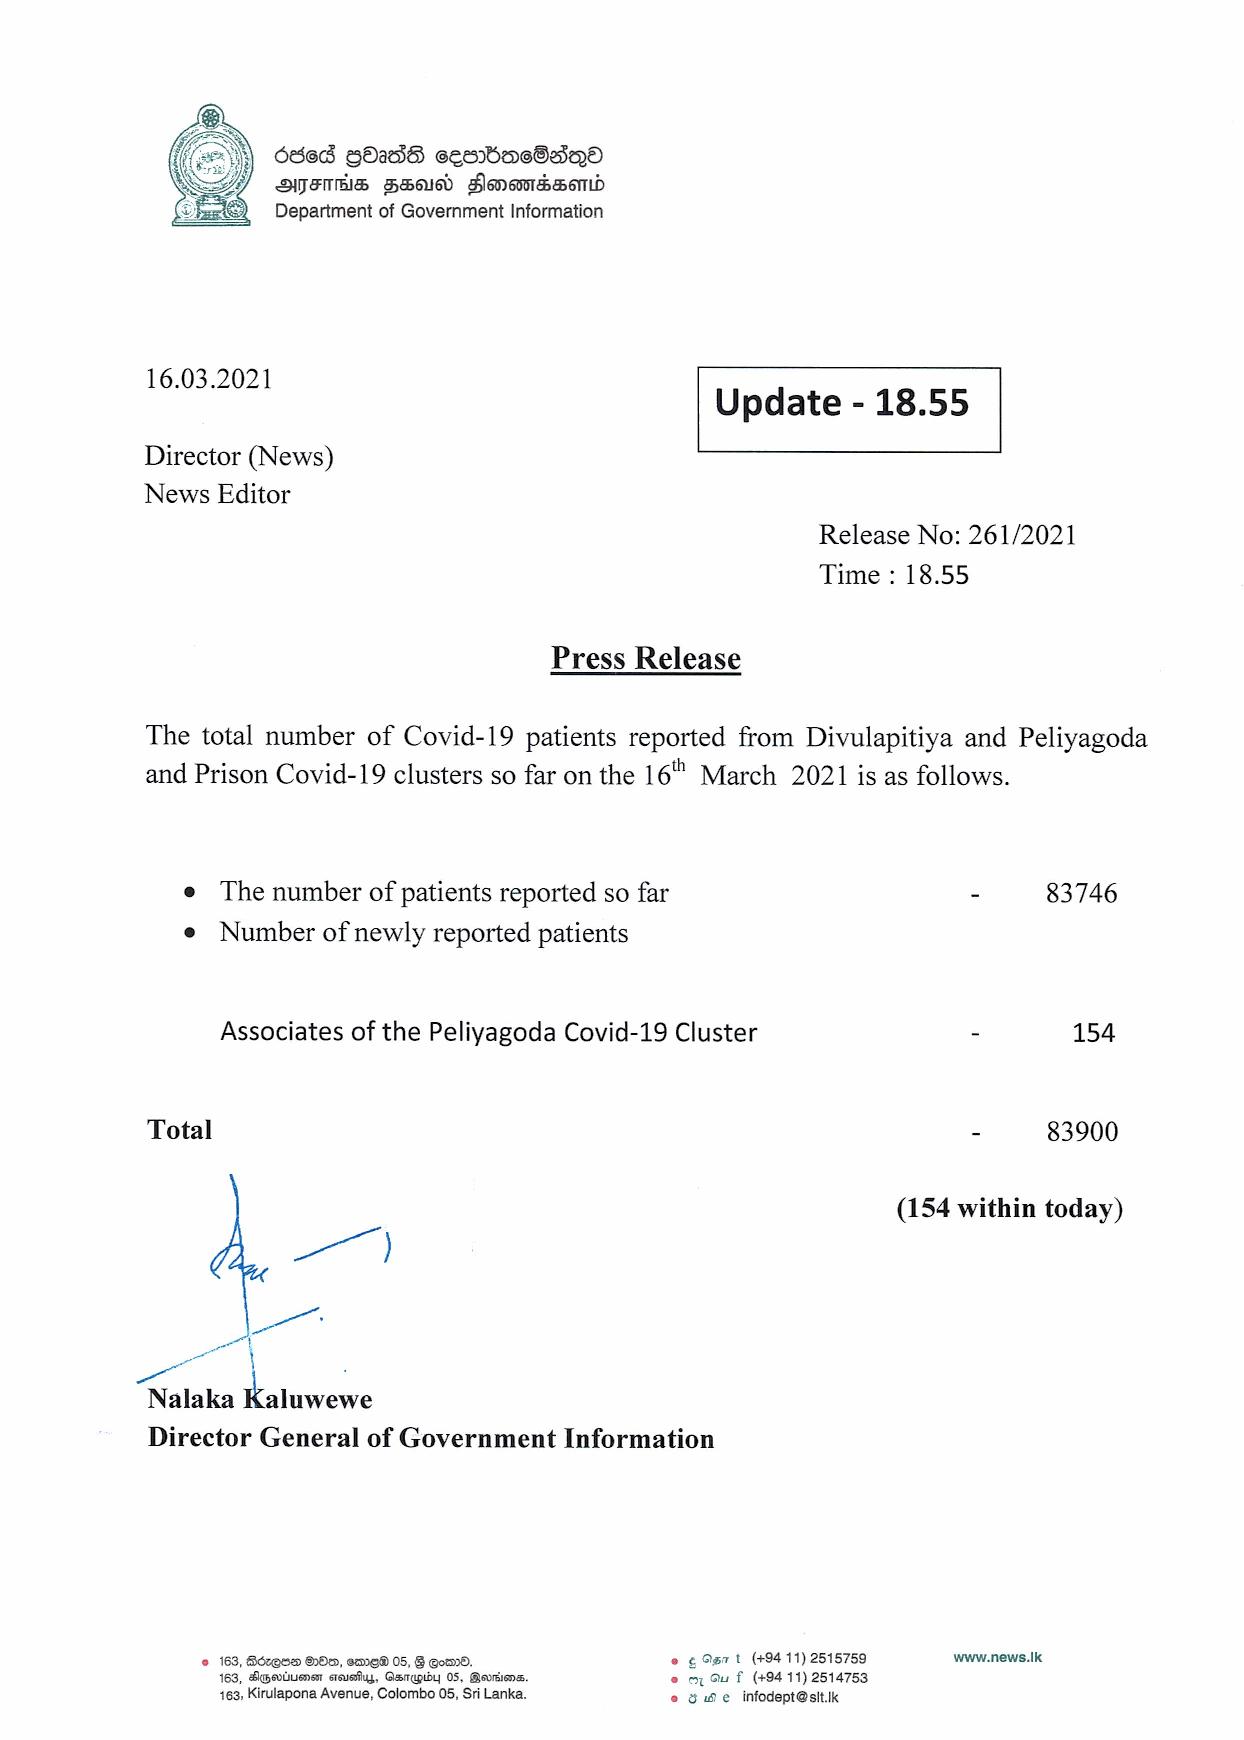 රජයේ ප්‍රවෘත්ති දෙපාර්තමේන්තුව
அரசாங்க தகவல் திணைக்களம்
Department of Government Information
16.03.2021
Update - 18.55
Director (News)
News Editor
Release No: 261/2021
Time : 18.55
Press Release
The total number of Covid-19 patients reported from Divulapitiya and Peliyagoda
and Prison Covid-19 clusters so far on the 16th March 2021 is as follows.
• The number of patients reported so far - 83746
• Number of newly reported patients
Associates of the Peliyagoda Covid-19 Cluster - 154
Total - 83900
(154 within today)
Nalaka Kaluwewe
Director General of Government Information
163, කිරුලපන මාවත, කොළඹ 05, ශ්‍රී ලංකාව.
163, கிருலப்பனை எவனியூ, கொழும்பு 05, இலங்கை.
163, Kirulapona Avenue, Colombo 05, Sri Lanka.
දු தொ t (+94 11) 2515759
ෆැ பெ f (+94 11) 2514753
ඊ மி e infodept@slt.lk
www.news.lk